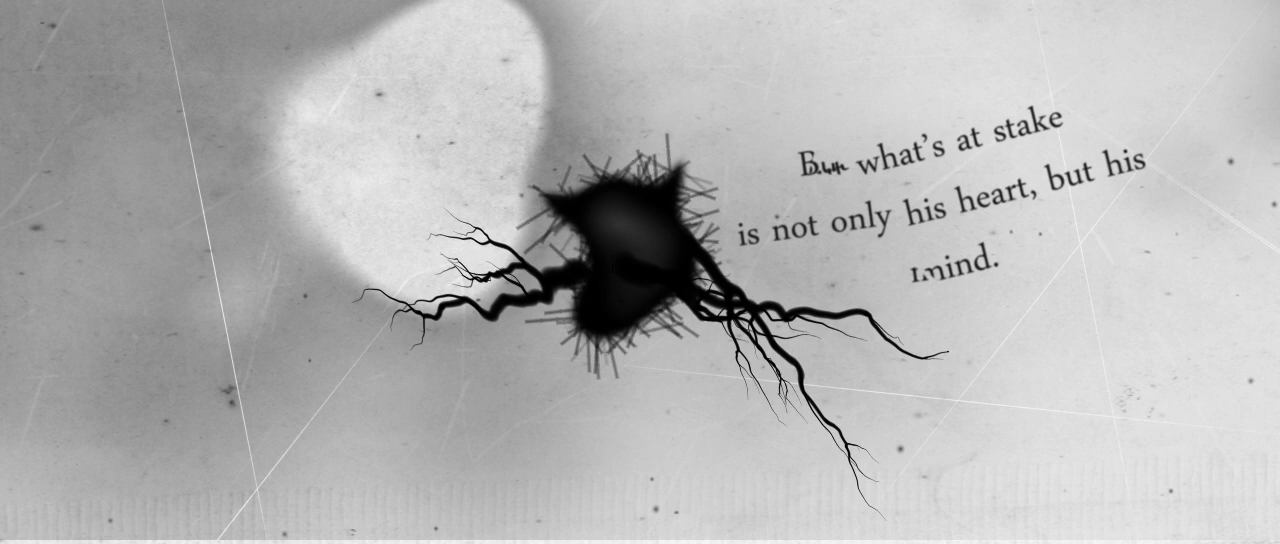 what's at stake
is not only his heart, but his
mind.